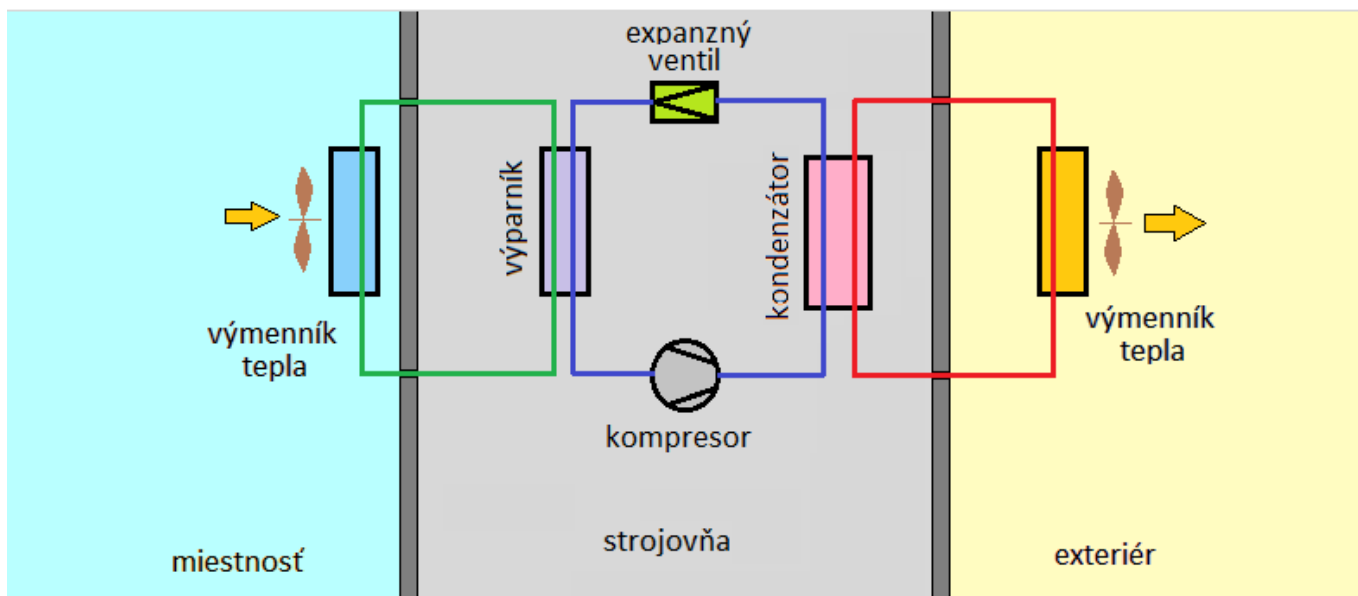 expanzný
ventil
výparník
kondenzátor
výmenník
tepla
výmenník
tepla
kompresor
miestnosť
strojovňa
exteriér